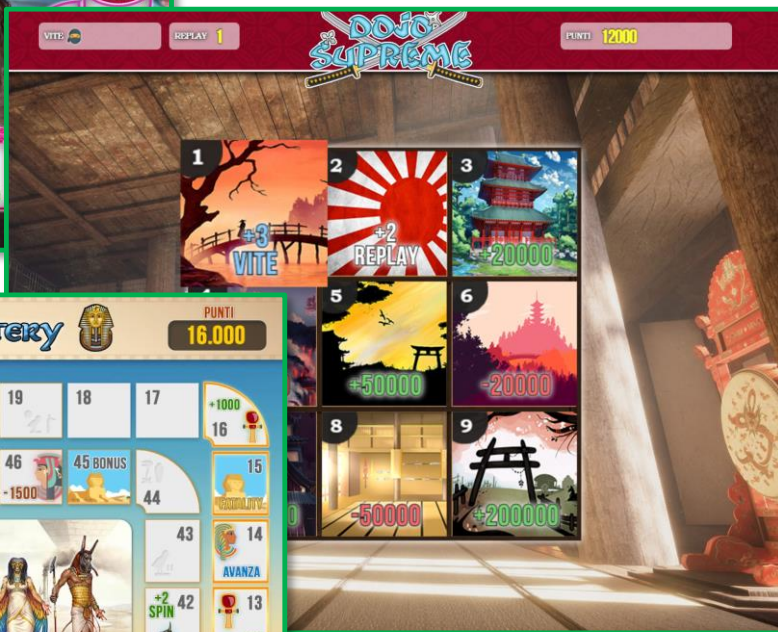 VITE
REPLAY 1
DOJO
SUPREME
PUNTI 12000
1
+3
VITE
2
+2
REPLAY
3
+20000
5
+50000
6
-20000
8
-50000
9
+200000
PUNTI
16.000
19
18
17
+1000
16
46
-1500
45 BONUS
44
15
43
14
AVANZA
+2
SPIN 42
13